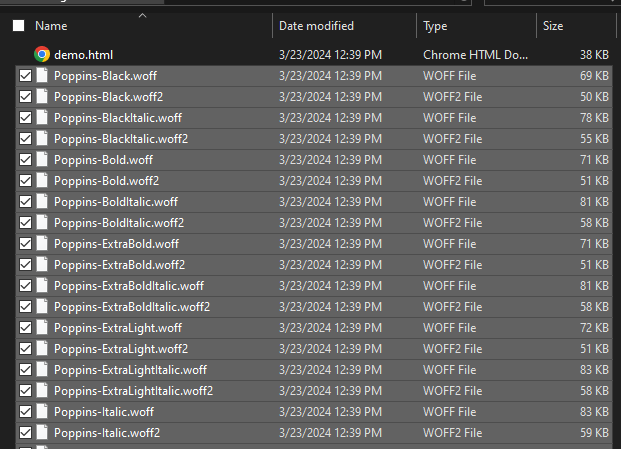 Name Date modified Type Size
demo.html 3/23/2024 12:39 PM Chrome HTML Do... 38 KB
Poppins-Black.woff 3/23/2024 12:39 PM WOFF File 69 KB
Poppins-Black.woff2 3/23/2024 12:39 PM WOFF2 File 50 KB
Poppins-BlackItalic.woff 3/23/2024 12:39 PM WOFF File 78 KB
Poppins-BlackItalic.woff2 3/23/2024 12:39 PM WOFF2 File 55 KB
Poppins-Bold.woff 3/23/2024 12:39 PM WOFF File 71 KB
Poppins-Bold.woff2 3/23/2024 12:39 PM WOFF2 File 51 KB
Poppins-BoldItalic.woff 3/23/2024 12:39 PM WOFF File 81 KB
Poppins-BoldItalic.woff2 3/23/2024 12:39 PM WOFF2 File 58 KB
Poppins-ExtraBold.woff 3/23/2024 12:39 PM WOFF File 71 KB
Poppins-ExtraBold.woff2 3/23/2024 12:39 PM WOFF2 File 51 KB
Poppins-ExtraBoldItalic.woff 3/23/2024 12:39 PM WOFF File 81 KB
Poppins-ExtraBoldItalic.woff2 3/23/2024 12:39 PM WOFF2 File 58 KB
Poppins-ExtraLight.woff 3/23/2024 12:39 PM WOFF File 72 KB
Poppins-ExtraLight.woff2 3/23/2024 12:39 PM WOFF2 File 51 KB
Poppins-ExtraLightItalic.woff 3/23/2024 12:39 PM WOFF File 83 KB
Poppins-ExtraLightItalic.woff2 3/23/2024 12:39 PM WOFF2 File 58 KB
Poppins-Italic.woff 3/23/2024 12:39 PM WOFF File 83 KB
Poppins-Italic.woff2 3/23/2024 12:39 PM WOFF2 File 59 KB